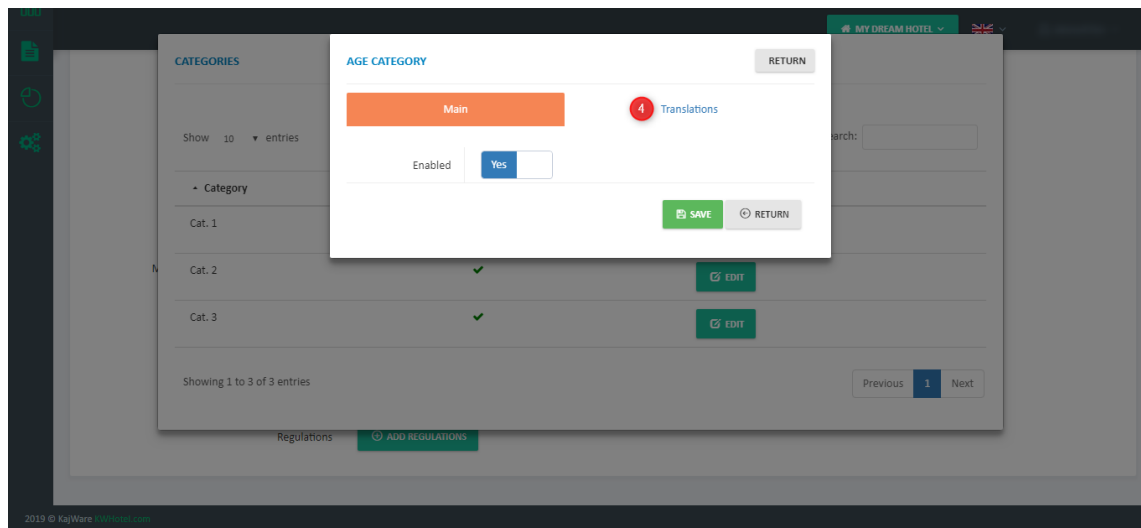 MY DREAM HOTEL
CATEGORIES
AGE CATEGORY
RETURN
Main
4 Translations
Show 10 entries
earch:
Enabled Yes
Category
SAVE
RETURN
Cat. 1
Cat. 2
EDIT
Cat. 3
EDIT
Showing 1 to 3 of 3 entries
Previous 1 Next
Regulations
ADD REGULATIONS
2019 © KajWare KWHotel.com